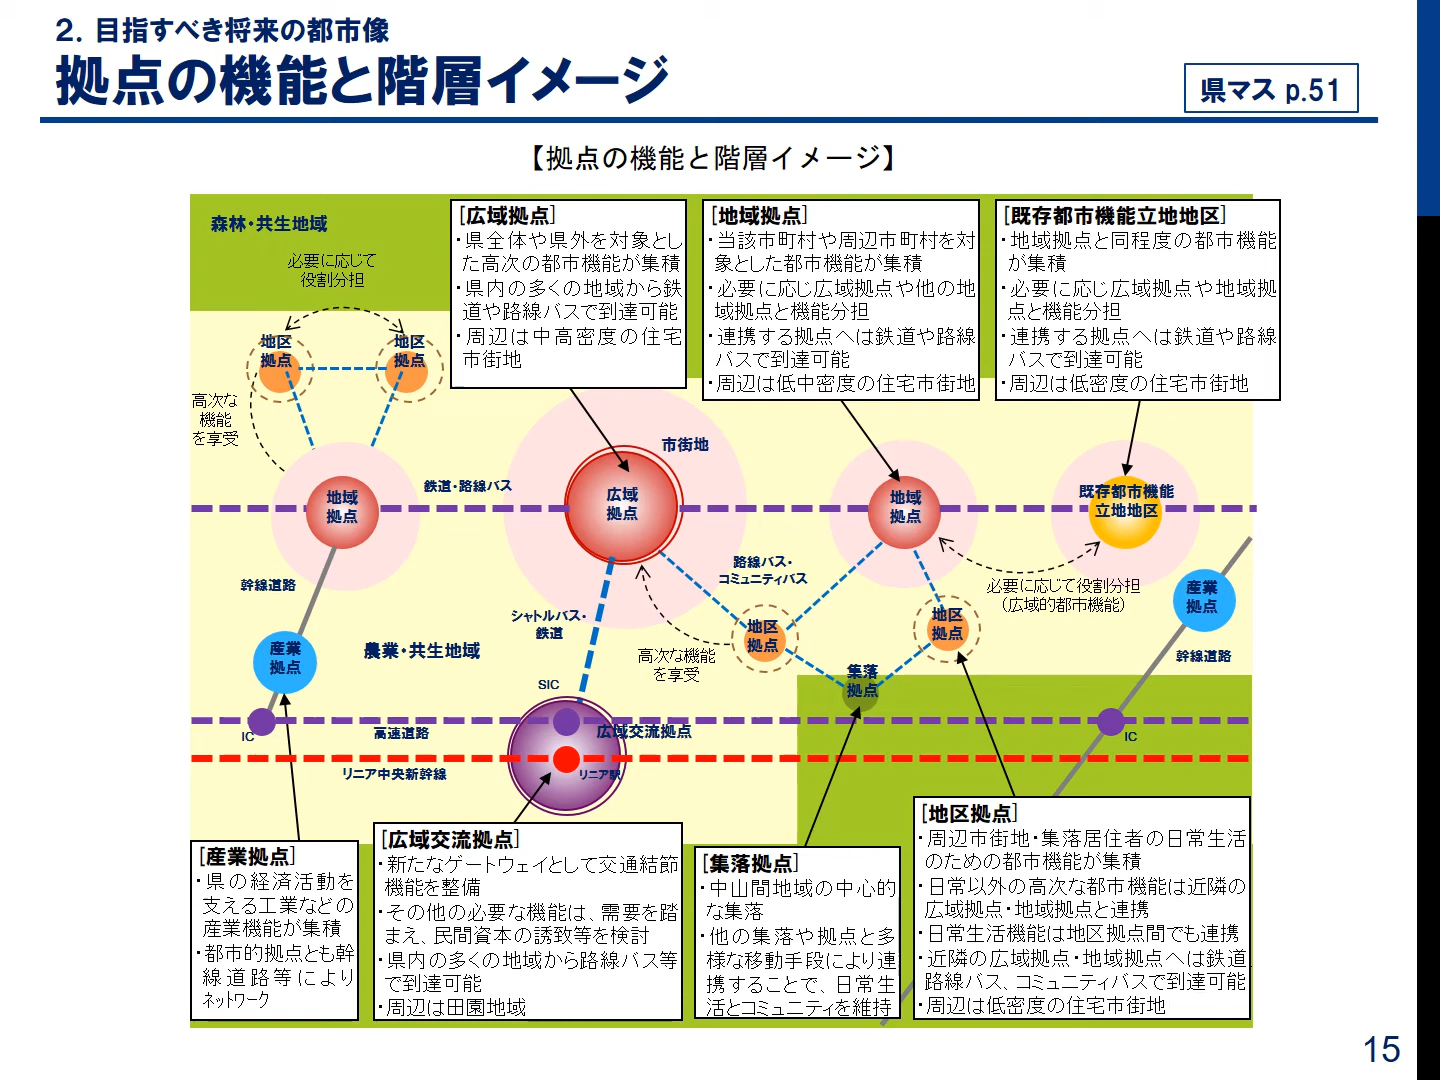 2. 目指すべき将来の都市像
拠点の機能と階層イメージ
県マス p.51
【拠点の機能と階層イメージ】
森林・共生地域
必要に応じて
役割分担
地区
拠点
地区
拠点
高次な
機能
を享受
[広域拠点]
・県全体や県外を対象とし
た高次の都市機能が集積
・県内の多くの地域から鉄
道や路線バスで到達可能
・周辺は中高密度の住宅
市街地
[地域拠点]
・当該市町村や周辺市町村を対
象とした都市機能が集積
・必要に応じ広域拠点や他の地
域拠点と機能分担
・連携する拠点へは鉄道や路線
バスで到達可能
・周辺は低中密度の住宅市街地
[既存都市機能立地地区]
・地域拠点と同程度の都市機能
が集積
・必要に応じ広域拠点や地域拠
点と機能分担
・連携する拠点へは鉄道や路線
バスで到達可能
・周辺は低密度の住宅市街地
市街地
鉄道・路線バス
地域
拠点
広域
拠点
地域
拠点
既存都市機能
立地地区
幹線道路
路線バス・
コミュニティバス
必要に応じて役割分担
（広域的都市機能）
産業
拠点
シャトルバス・
鉄道
地区
拠点
地区
拠点
産業
拠点
農業・共生地域
高次な機能
を享受
幹線道路
集落
拠点
SIC
IC
高速道路
広域交流拠点
IC
リニア中央新幹線
リニア駅
[産業拠点]
・県の経済活動を
支える工業などの
産業機能が集積
・都市的拠点とも幹
線道路等により
ネットワーク
[広域交流拠点]
・新たなゲートウェイとして交通結節
機能を整備
・その他の必要な機能は、需要を踏
まえ、民間資本の誘致等を検討
・県内の多くの地域から路線バス等
で到達可能
・周辺は田園地域
[集落拠点]
・中山間地域の中心的
な集落
・他の集落や拠点と多
様な移動手段により連
携することで、日常生
活とコミュニティを維持
[地区拠点]
・周辺市街地・集落居住者の日常生活
のための都市機能が集積
・日常以外の高次な都市機能は近隣の
広域拠点・地域拠点と連携
・日常生活機能は地区拠点間でも連携
・近隣の広域拠点・地域拠点へは鉄道
路線バス、コミュニティバスで到達可能
・周辺は低密度の住宅市街地
15